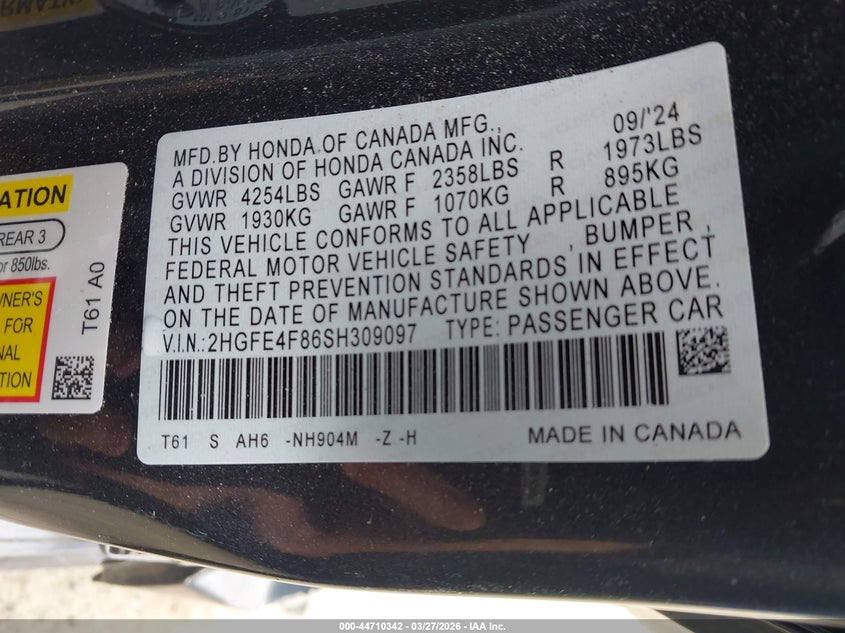 MFD.BY HONDA OF CANADA MFG., 09/'24
A DIVISION OF HONDA CANADA INC.
GVWR 4254LBS GAWR F 2358LBS R 1973LBS
GVWR 1930KG GAWR F 1070KG R 895KG
THIS VEHICLE CONFORMS TO ALL APPLICABLE
FEDERAL MOTOR VEHICLE SAFETY , BUMPER ,
AND THEFT PREVENTION STANDARDS IN EFFECT
ON THE DATE OF MANUFACTURE SHOWN ABOVE.
V.I.N.:2HGFE4F86SH309097 TYPE: PASSENGER CAR
T61 S AH6 -NH904M -Z -H MADE IN CANADA
ATION
REAR 3
or 850lbs.
NER'S
FOR
NAL
TION
T61 A0
000-44710342 — 03/27/2026 — IAA Inc.